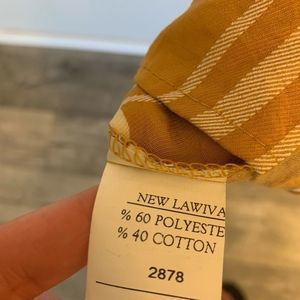 NEW LAWIVA
% 60 POLYESTE
% 40 COTTON
2878